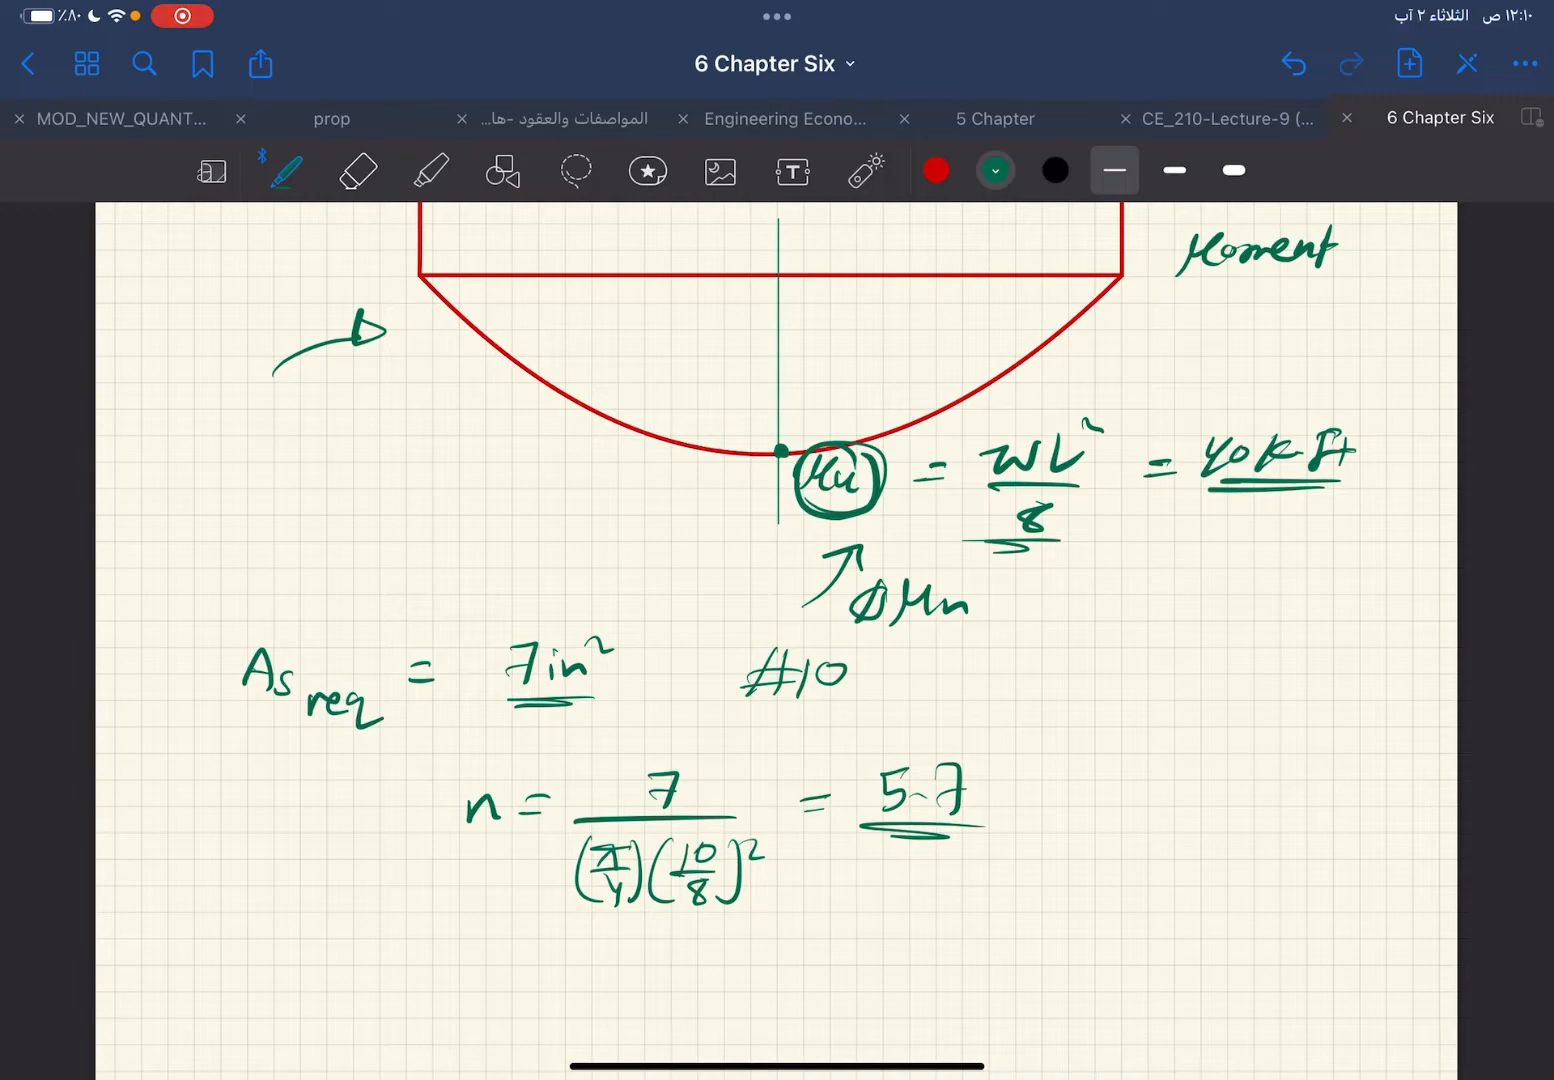 ٪٨٠
١٢:١٠ ص الثلاثاء ٢ آب
6 Chapter Six
MOD_NEW_QUANT...
prop
المواصفات والعقود -ها...
Engineering Econo...
5 Chapter
CE_210-Lecture-9 (...
6 Chapter Six
T
Moment
Mu = wL² / 8 = 40 K-ft
ϕMn
As req = 7 in² #10
n = 7 / (π/4)(10/8)² = 5.7